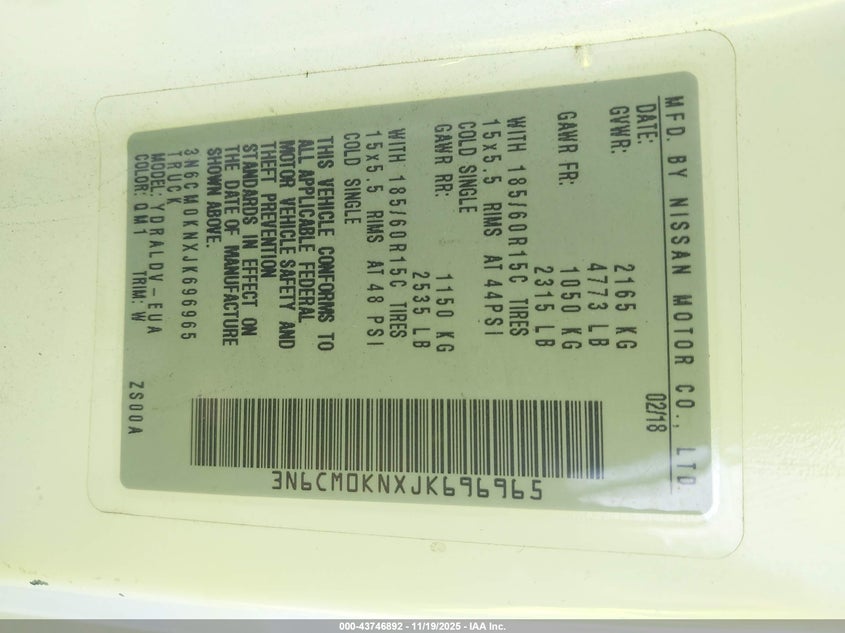 MFD. BY NISSAN MOTOR CO., LTD.
DATE: 02/18
GVWR: 2165 KG
4773 LB
GAWR FR: 1050 KG
2315 LB
WITH 185/60R15C TIRES
15x5.5 RIMS AT 44PSI
COLD SINGLE
GAWR RR: 1150 KG
2535 LB
WITH 185/60R15C TIRES
15x5.5 RIMS AT 48 PSI
COLD SINGLE
THIS VEHICLE CONFORMS TO
ALL APPLICABLE FEDERAL
MOTOR VEHICLE SAFETY AND
THEFT PREVENTION
STANDARDS IN EFFECT ON
THE DATE OF MANUFACTURE
SHOWN ABOVE.
3N6CM0KNXJK696965
TRUCK
MODEL: YDRALDV-EUA
COLOR: QM1 TRIM: W ZS00A
3N6CM0KNXJK696965
000-43746892 - 11/19/2025 - IAA Inc.